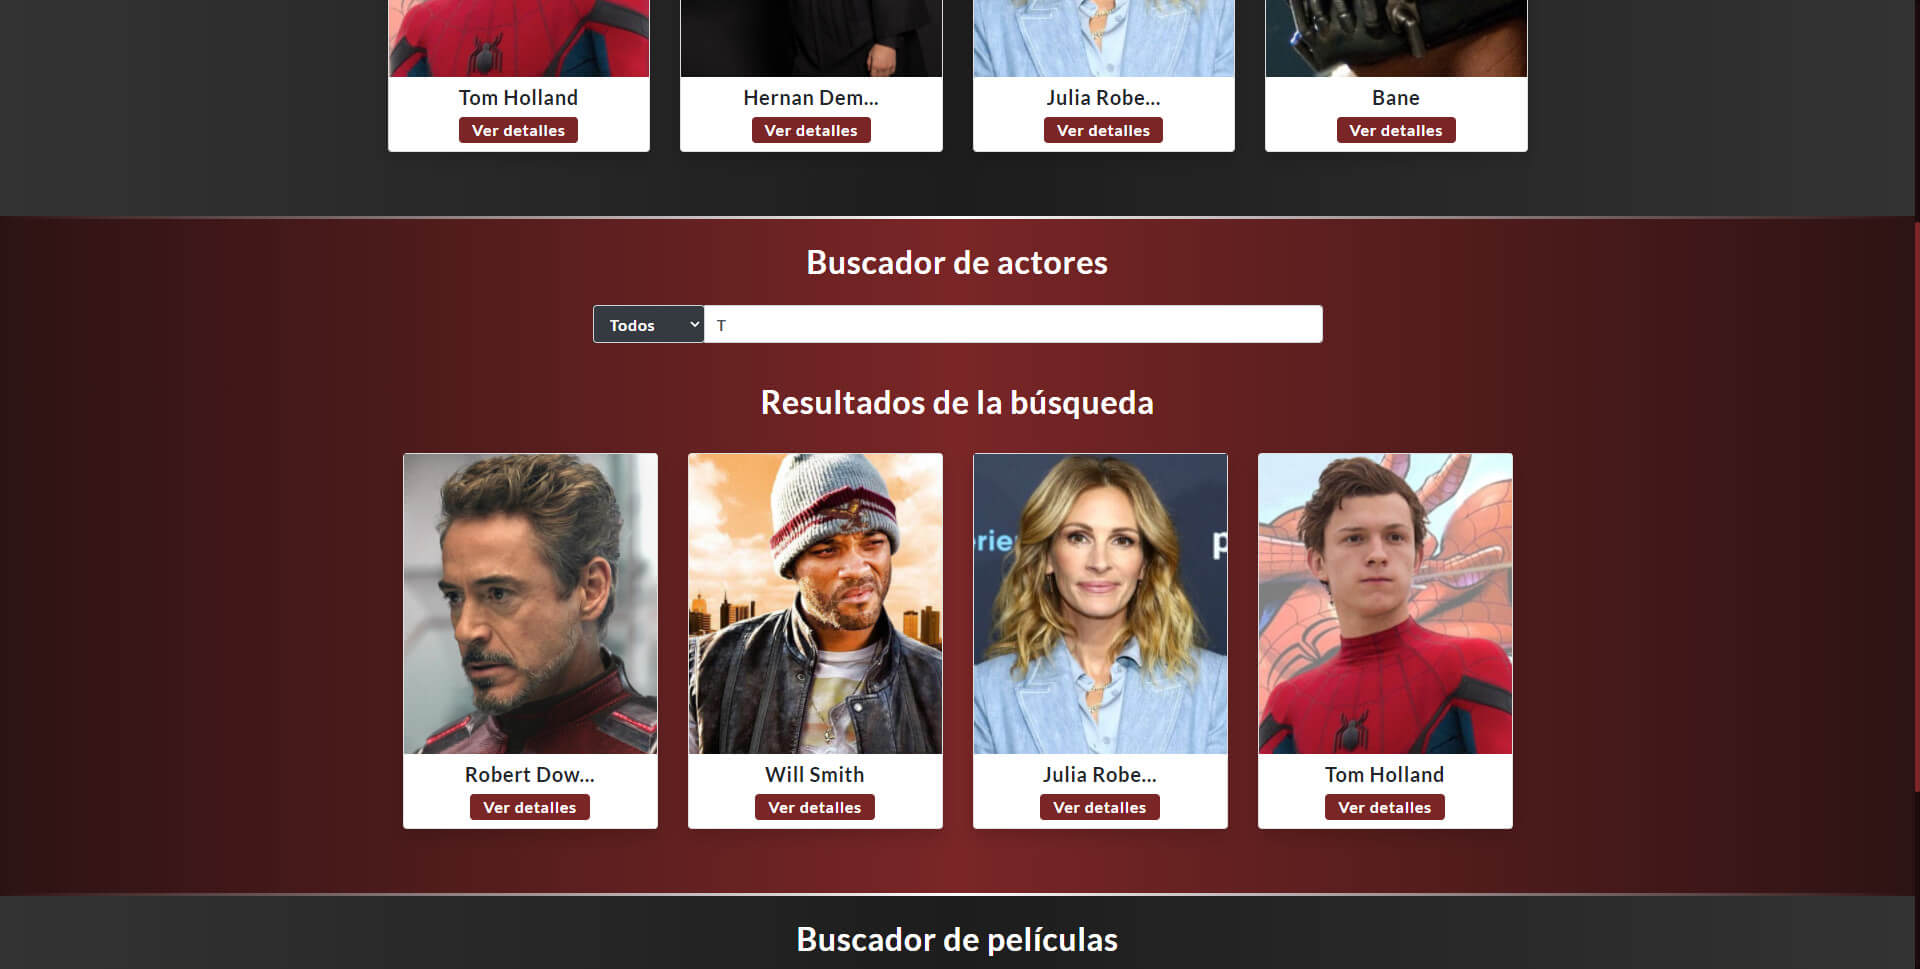 Tom Holland
Hernan Dem...
Julia Robe...
Bane
Ver detalles
Ver detalles
Ver detalles
Ver detalles
Buscador de actores
Todos
T
Resultados de la búsqueda
erie
p
Robert Dow...
Will Smith
Julia Robe...
Tom Holland
Ver detalles
Ver detalles
Ver detalles
Ver detalles
Buscador de películas